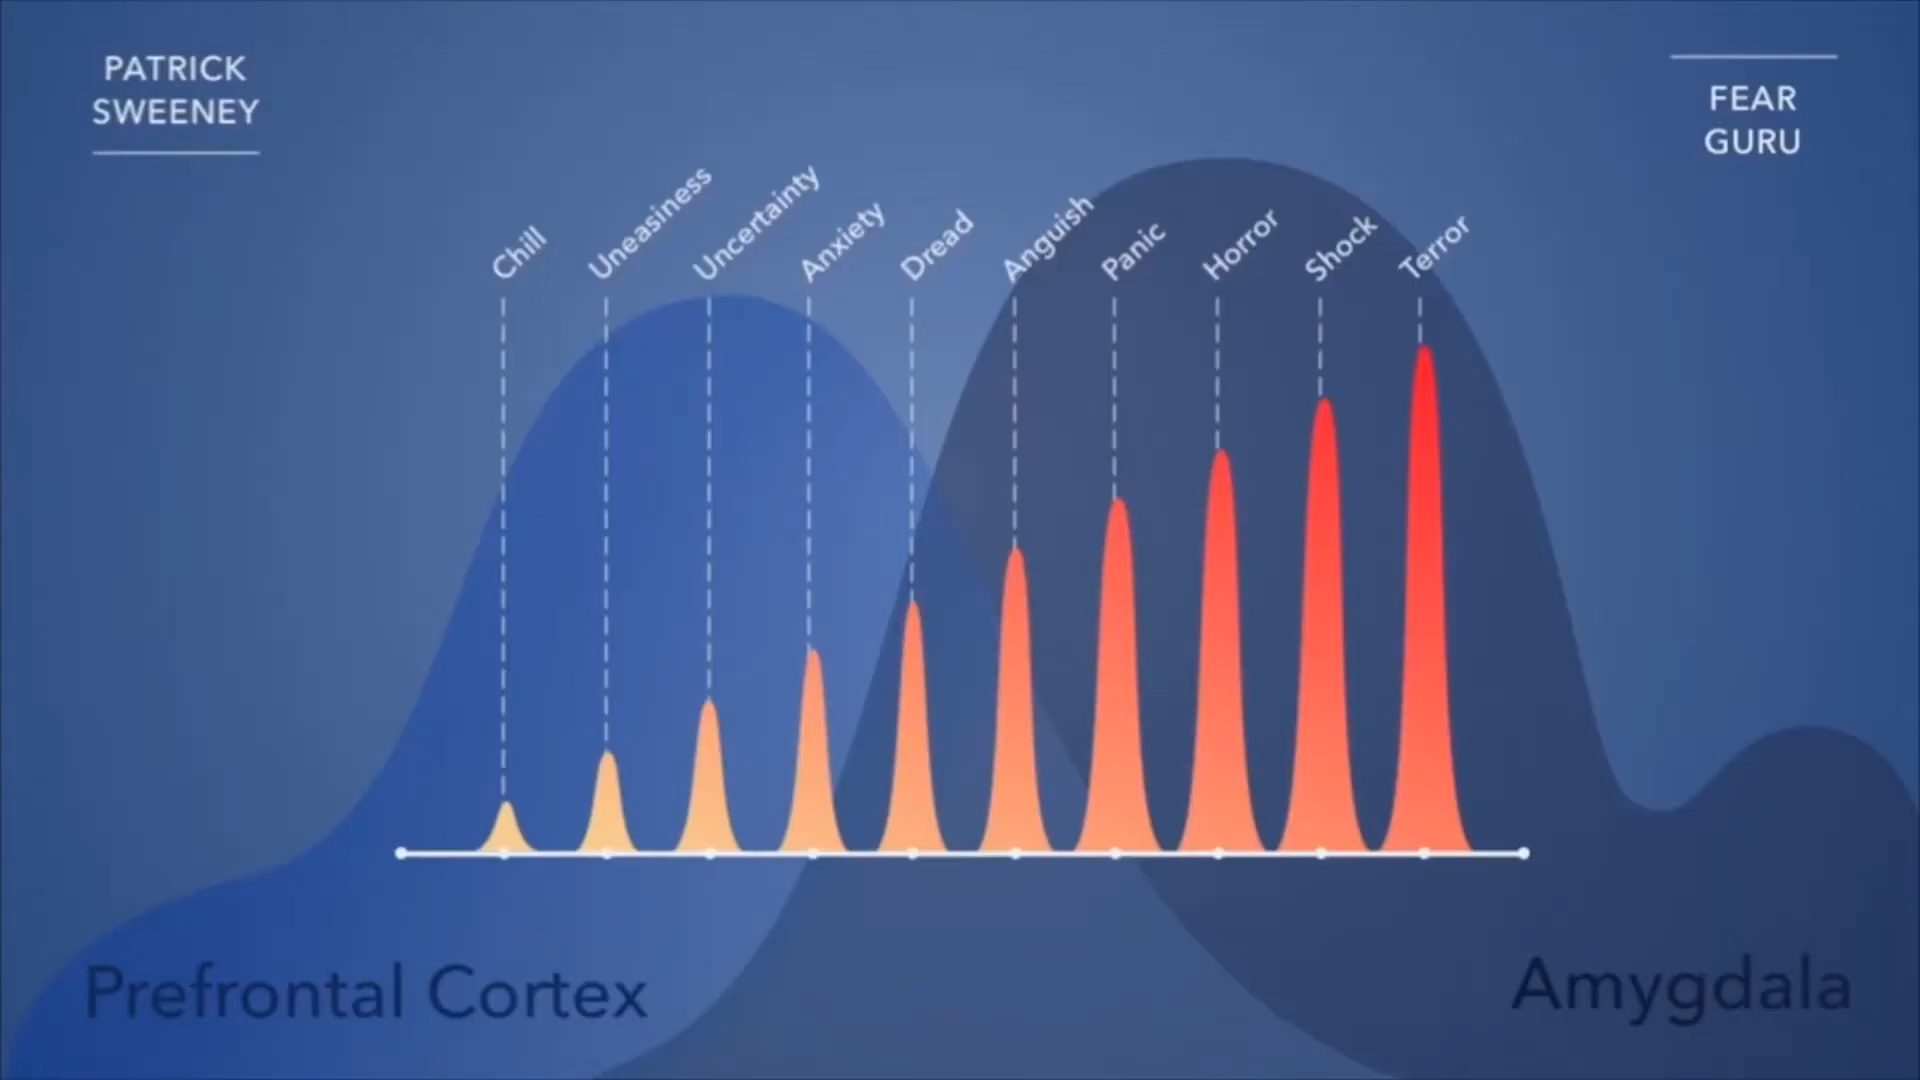 PATRICK
SWEENEY
FEAR
GURU
Chill
Uneasiness
Uncertainty
Anxiety
Dread
Anguish
Panic
Horror
Shock
Terror
Prefrontal Cortex
Amygdala